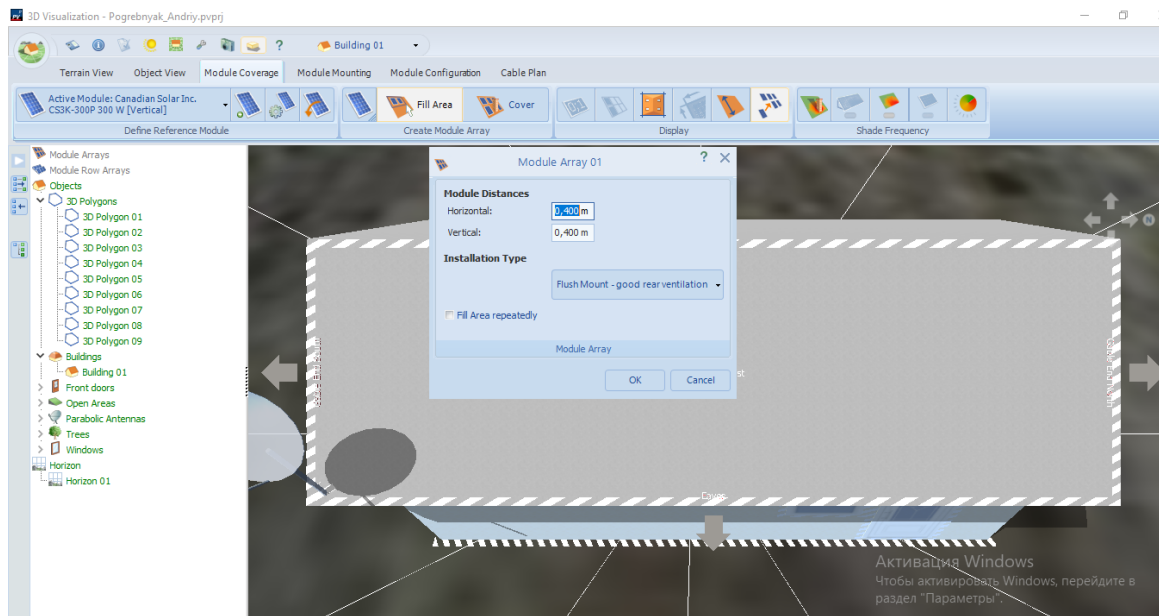 3D Visualization - Pogrebnyak_Andriy.pvprj
Building 01
Terrain View Object View Module Coverage Module Mounting Module Configuration Cable Plan
Active Module: Canadian Solar Inc.
CS3K-300P 300 W [Vertical]
Fill Area
Cover
Define Reference Module
Create Module Array
Display
Shade Frequency
Module Arrays
Module Row Arrays
Objects
3D Polygons
3D Polygon 01
3D Polygon 02
3D Polygon 03
3D Polygon 04
3D Polygon 05
3D Polygon 06
3D Polygon 07
3D Polygon 08
3D Polygon 09
Buildings
Building 01
Front doors
Open Areas
Parabolic Antennas
Trees
Windows
Horizon
Horizon 01
Module Array 01
Module Distances
Horizontal: 0,400 m
Vertical: 0,400 m
Installation Type
Flush Mount - good rear ventilation
Fill Area repeatedly
Module Array
OK Cancel
st
Gable End North
Eaves
N
Активация Windows
Чтобы активировать Windows, перейдите в
раздел "Параметры".